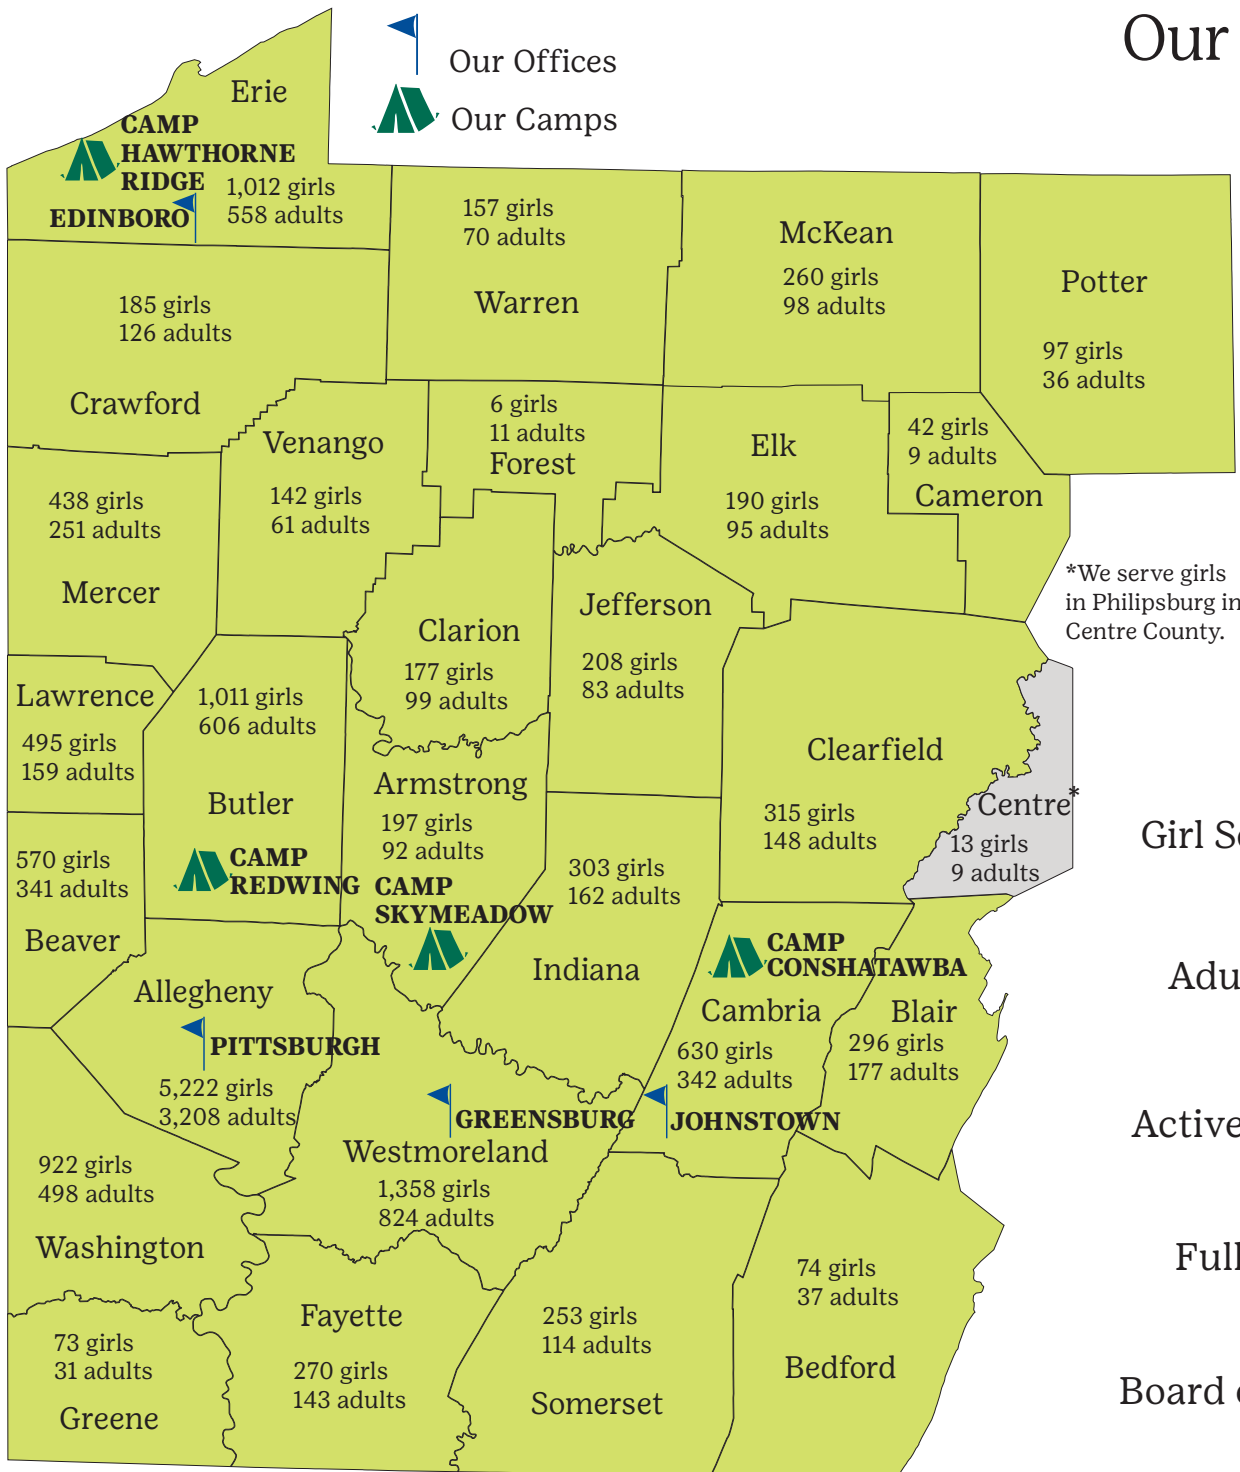 Our
Our Offices
Our Camps
Erie
CAMP
HAWTHORNE
RIDGE
1,012 girls
558 adults
EDINBORO
157 girls
70 adults
Warren
McKean
260 girls
98 adults
Potter
97 girls
36 adults
185 girls
126 adults
Crawford
Venango
142 girls
61 adults
6 girls
11 adults
Forest
Elk
190 girls
95 adults
42 girls
9 adults
Cameron
438 girls
251 adults
Mercer
*We serve girls
in Philipsburg in
Centre County.
Clarion
177 girls
99 adults
Jefferson
208 girls
83 adults
Lawrence
495 girls
159 adults
1,011 girls
606 adults
Butler
CAMP
REDWING
Armstrong
197 girls
92 adults
CAMP
SKYMEADOW
Clearfield
315 girls
148 adults
Centre*
13 girls
9 adults
Girl S
570 girls
341 adults
Beaver
303 girls
162 adults
Indiana
CAMP
CONSHATAWBA
Cambria
630 girls
342 adults
JOHNSTOWN
Blair
296 girls
177 adults
Adu
Allegheny
PITTSBURGH
5,222 girls
3,208 adults
GREENSBURG
Westmoreland
1,358 girls
824 adults
Active
922 girls
498 adults
Washington
Full
Fayette
270 girls
143 adults
253 girls
114 adults
Somerset
74 girls
37 adults
Bedford
73 girls
31 adults
Greene
Board